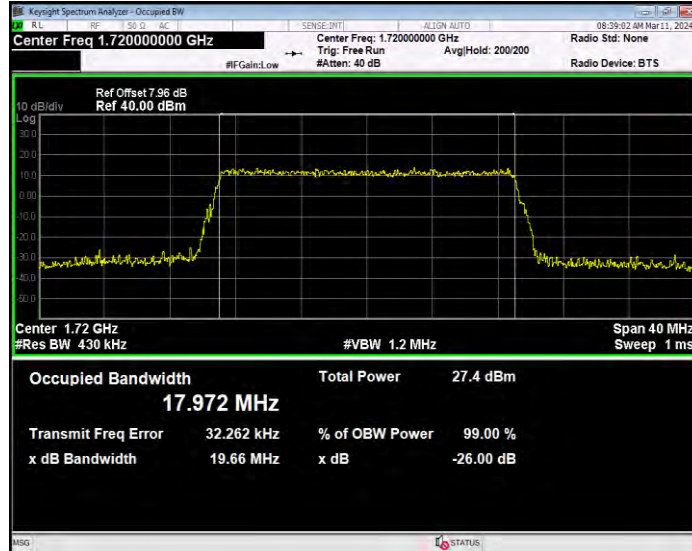 Keysight Spectrum Analyzer - Occupied BW
RL RF 50 Ω AC SENSE:INT ALIGN AUTO 08:39:02 AM Mar 11, 2024
Center Freq 1.720000000 GHz
Center Freq: 1.720000000 GHz
Radio Std: None
Trig: Free Run Avg|Hold: 200/200
#IFGain:Low #Atten: 40 dB Radio Device: BTS
Ref Offset 7.96 dB
10 dB/div Ref 40.00 dBm
Log
30.0
20.0
10.0
0.00
-10.0
-20.0
-30.0
-40.0
-50.0
Center 1.72 GHz Span 40 MHz
#Res BW 430 kHz #VBW 1.2 MHz Sweep 1 ms
Occupied Bandwidth Total Power 27.4 dBm
17.972 MHz
Transmit Freq Error 32.262 kHz % of OBW Power 99.00 %
x dB Bandwidth 19.66 MHz x dB -26.00 dB
MSG STATUS